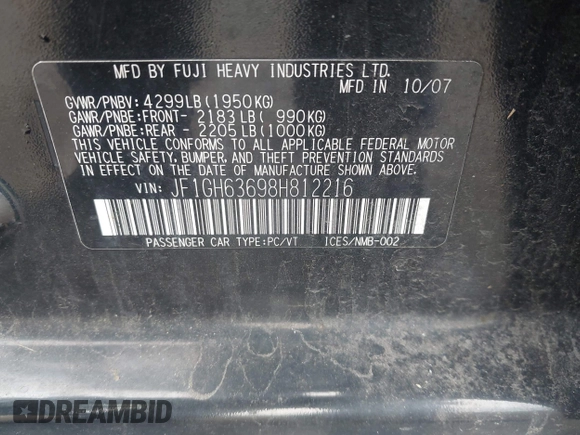 MFD BY FUJI HEAVY INDUSTRIES LTD.
MFD IN 10/07
GVWR/PNBV: 4299LB(1950KG)
GAWR/PNBE:FRONT- 2183LB( 990KG)
GAWR/PNBE:REAR - 2205LB(1000KG)
THIS VEHICLE CONFORMS TO ALL APPLICABLE FEDERAL MOTOR
VEHICLE SAFETY, BUMPER, AND THEFT PREVENTION STANDARDS
IN EFFECT ON THE DATE OF MANUFACTURE SHOWN ABOVE.
VIN: JF1GH63698H812216
PASSENGER CAR TYPE:PC/VT ICES/NMB-002
DREAMBID